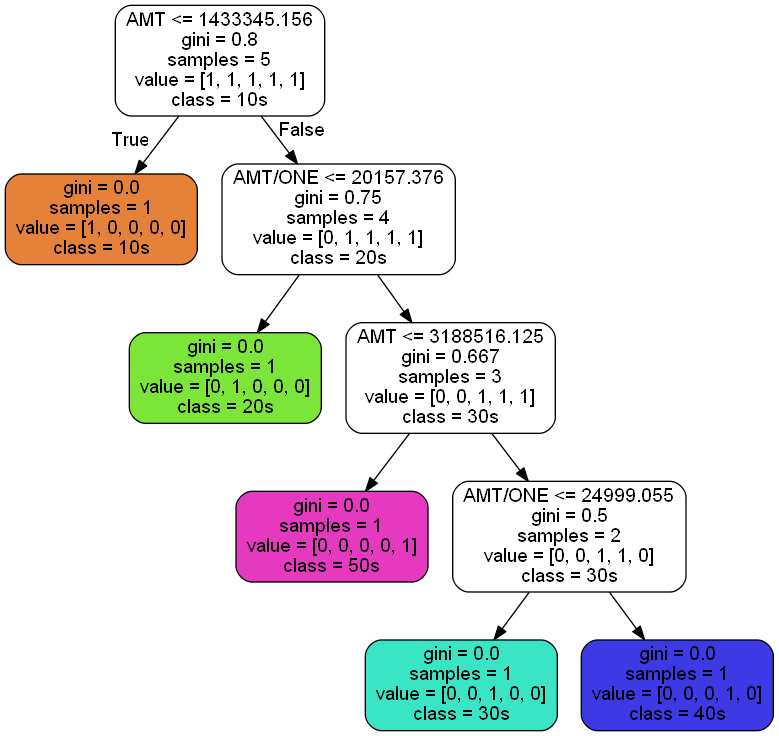 AMT <= 1433345.156
gini = 0.8
samples = 5
value = [1, 1, 1, 1, 1]
class = 10s
True
False
gini = 0.0
samples = 1
value = [1, 0, 0, 0, 0]
class = 10s
AMT/ONE <= 20157.376
gini = 0.75
samples = 4
value = [0, 1, 1, 1, 1]
class = 20s
gini = 0.0
samples = 1
value = [0, 1, 0, 0, 0]
class = 20s
AMT <= 3188516.125
gini = 0.667
samples = 3
value = [0, 0, 1, 1, 1]
class = 30s
gini = 0.0
samples = 1
value = [0, 0, 0, 0, 1]
class = 50s
AMT/ONE <= 24999.055
gini = 0.5
samples = 2
value = [0, 0, 1, 1, 0]
class = 30s
gini = 0.0
samples = 1
value = [0, 0, 1, 0, 0]
class = 30s
gini = 0.0
samples = 1
value = [0, 0, 0, 1, 0]
class = 40s